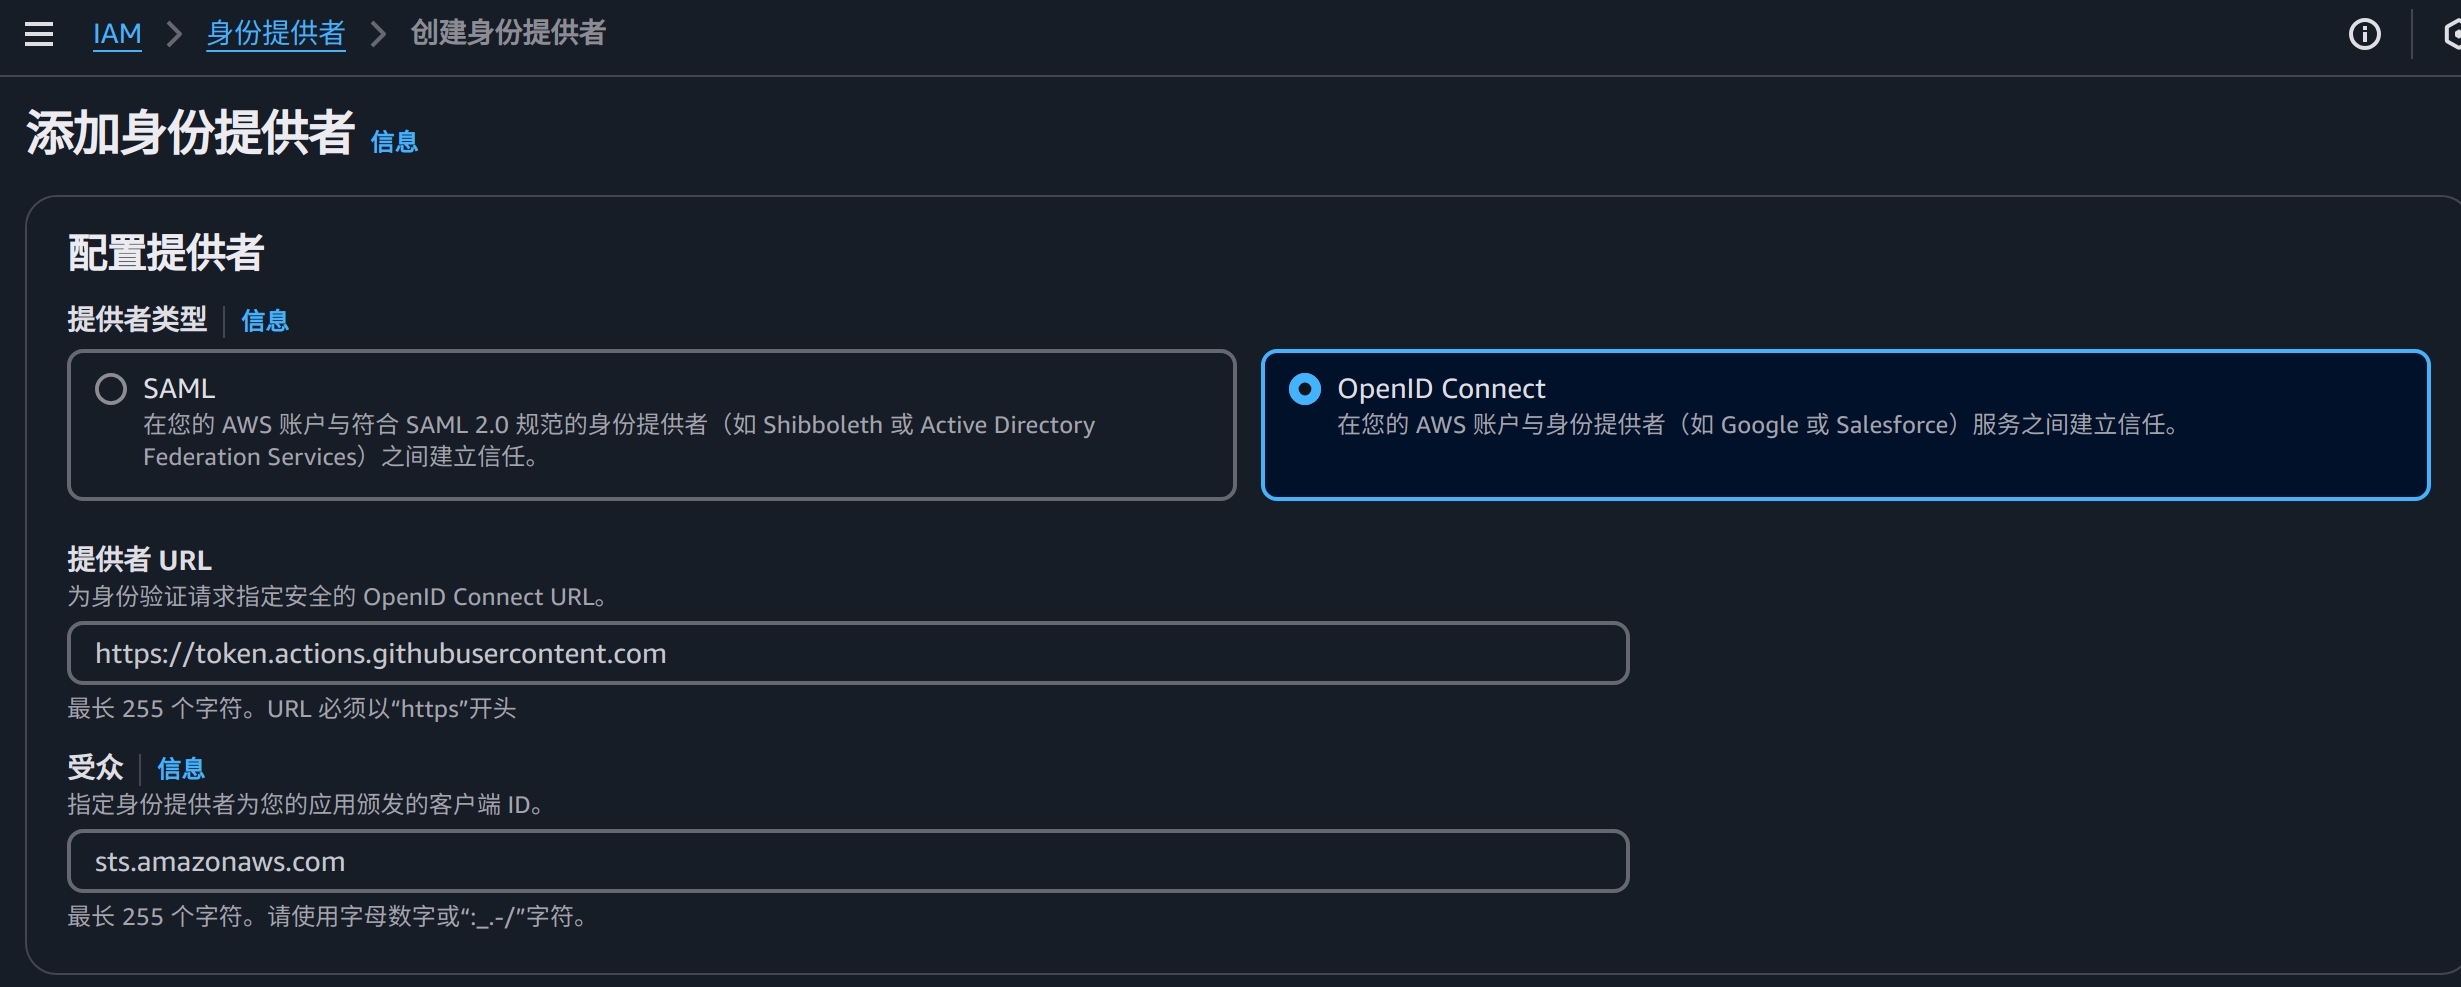 IAM > 身份提供者 > 创建身份提供者
添加身份提供者 信息
配置提供者
提供者类型 | 信息
SAML
在您的 AWS 账户与符合 SAML 2.0 规范的身份提供者（如 Shibboleth 或 Active Directory
Federation Services）之间建立信任。
OpenID Connect
在您的 AWS 账户与身份提供者（如 Google 或 Salesforce）服务之间建立信任。
提供者 URL
为身份验证请求指定安全的 OpenID Connect URL。
https://token.actions.githubusercontent.com
最长 255 个字符。URL 必须以“https”开头
受众 | 信息
指定身份提供者为您的应用颁发的客户端 ID。
sts.amazonaws.com
最长 255 个字符。请使用字母数字或“:_.-/”字符。